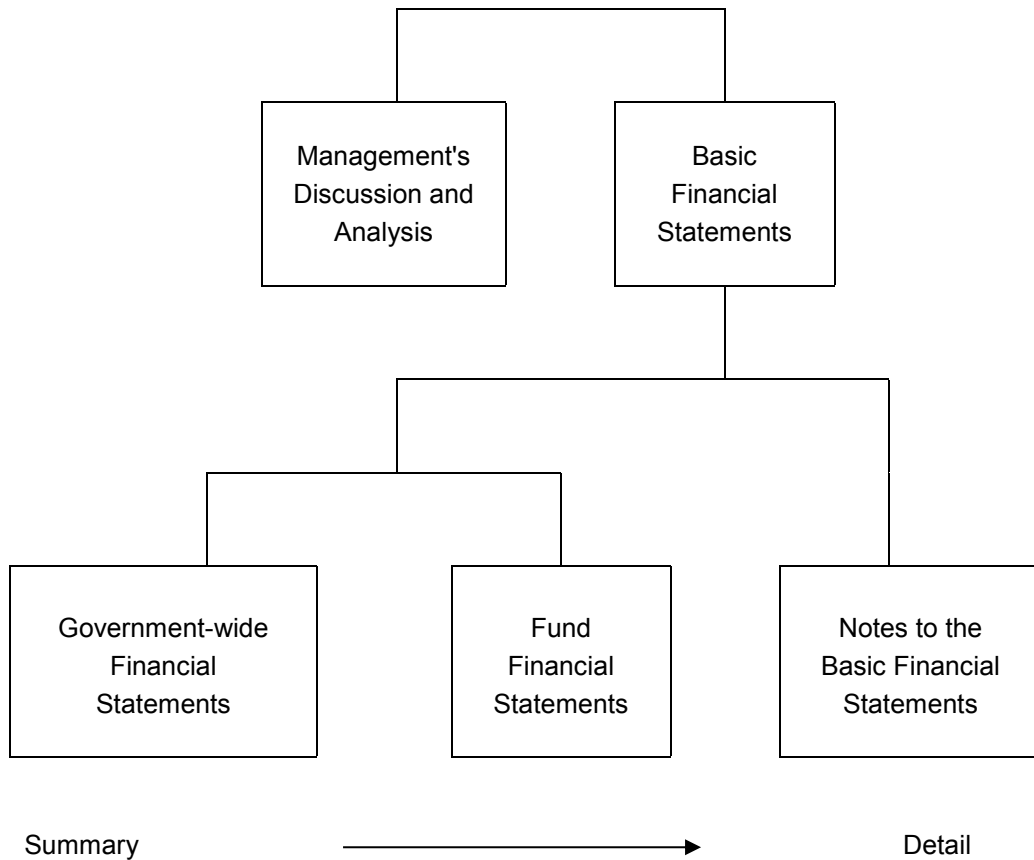 Management's
Discussion and
Analysis
Basic
Financial
Statements
Government-wide
Financial
Statements
Fund
Financial
Statements
Notes to the
Basic Financial
Statements
Summary
Detail